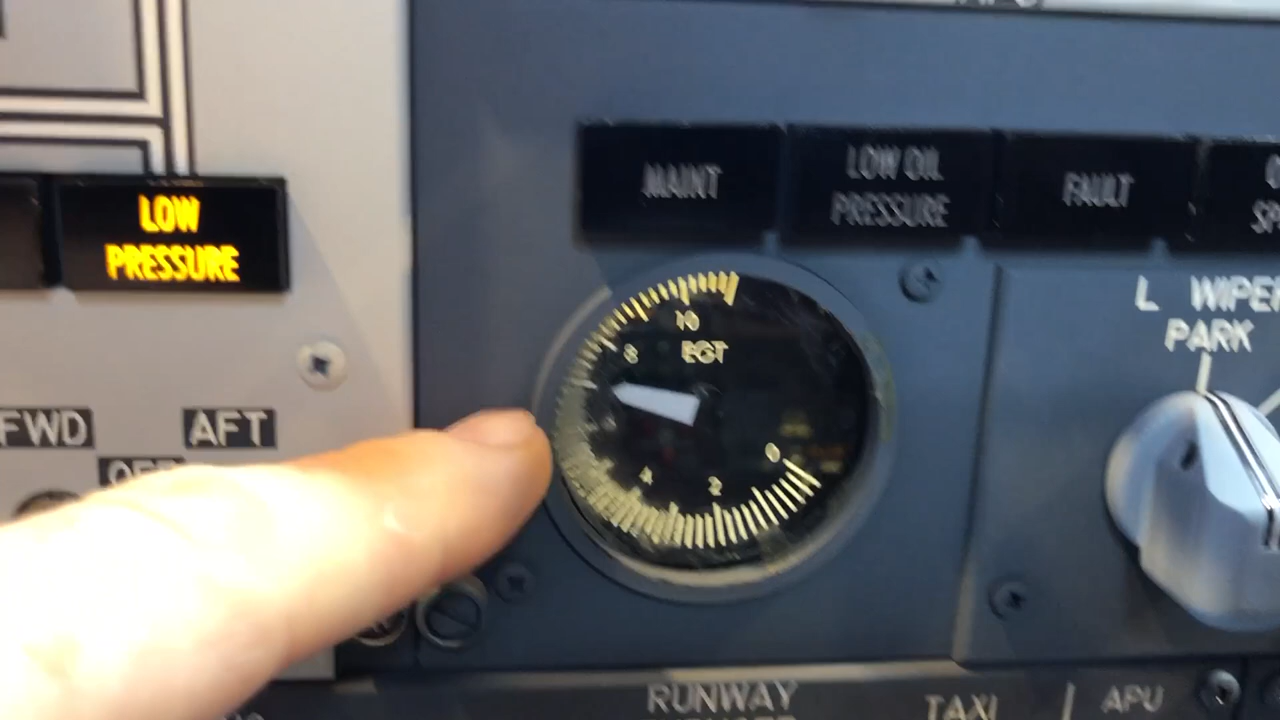 LOW
PRESSURE
MAINT
LOW OIL
PRESSURE
FAULT
L WIPER
PARK
10
8
EGT
0
4
2
FWD
AFT
OFF
RUNWAY
TAXI
APU